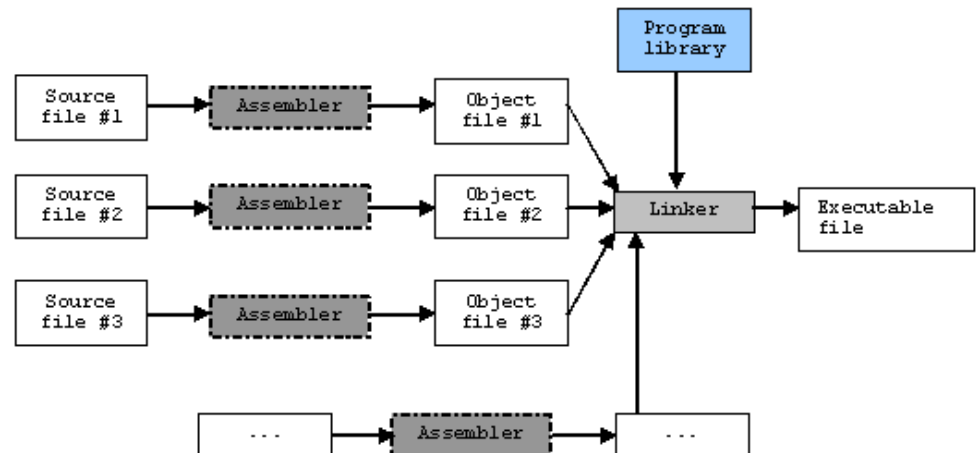 Program
library
Source
file #1
Assembler
Object
file #1
Source
file #2
Assembler
Object
file #2
Linker
Executable
file
Source
file #3
Assembler
Object
file #3
...
Assembler
...